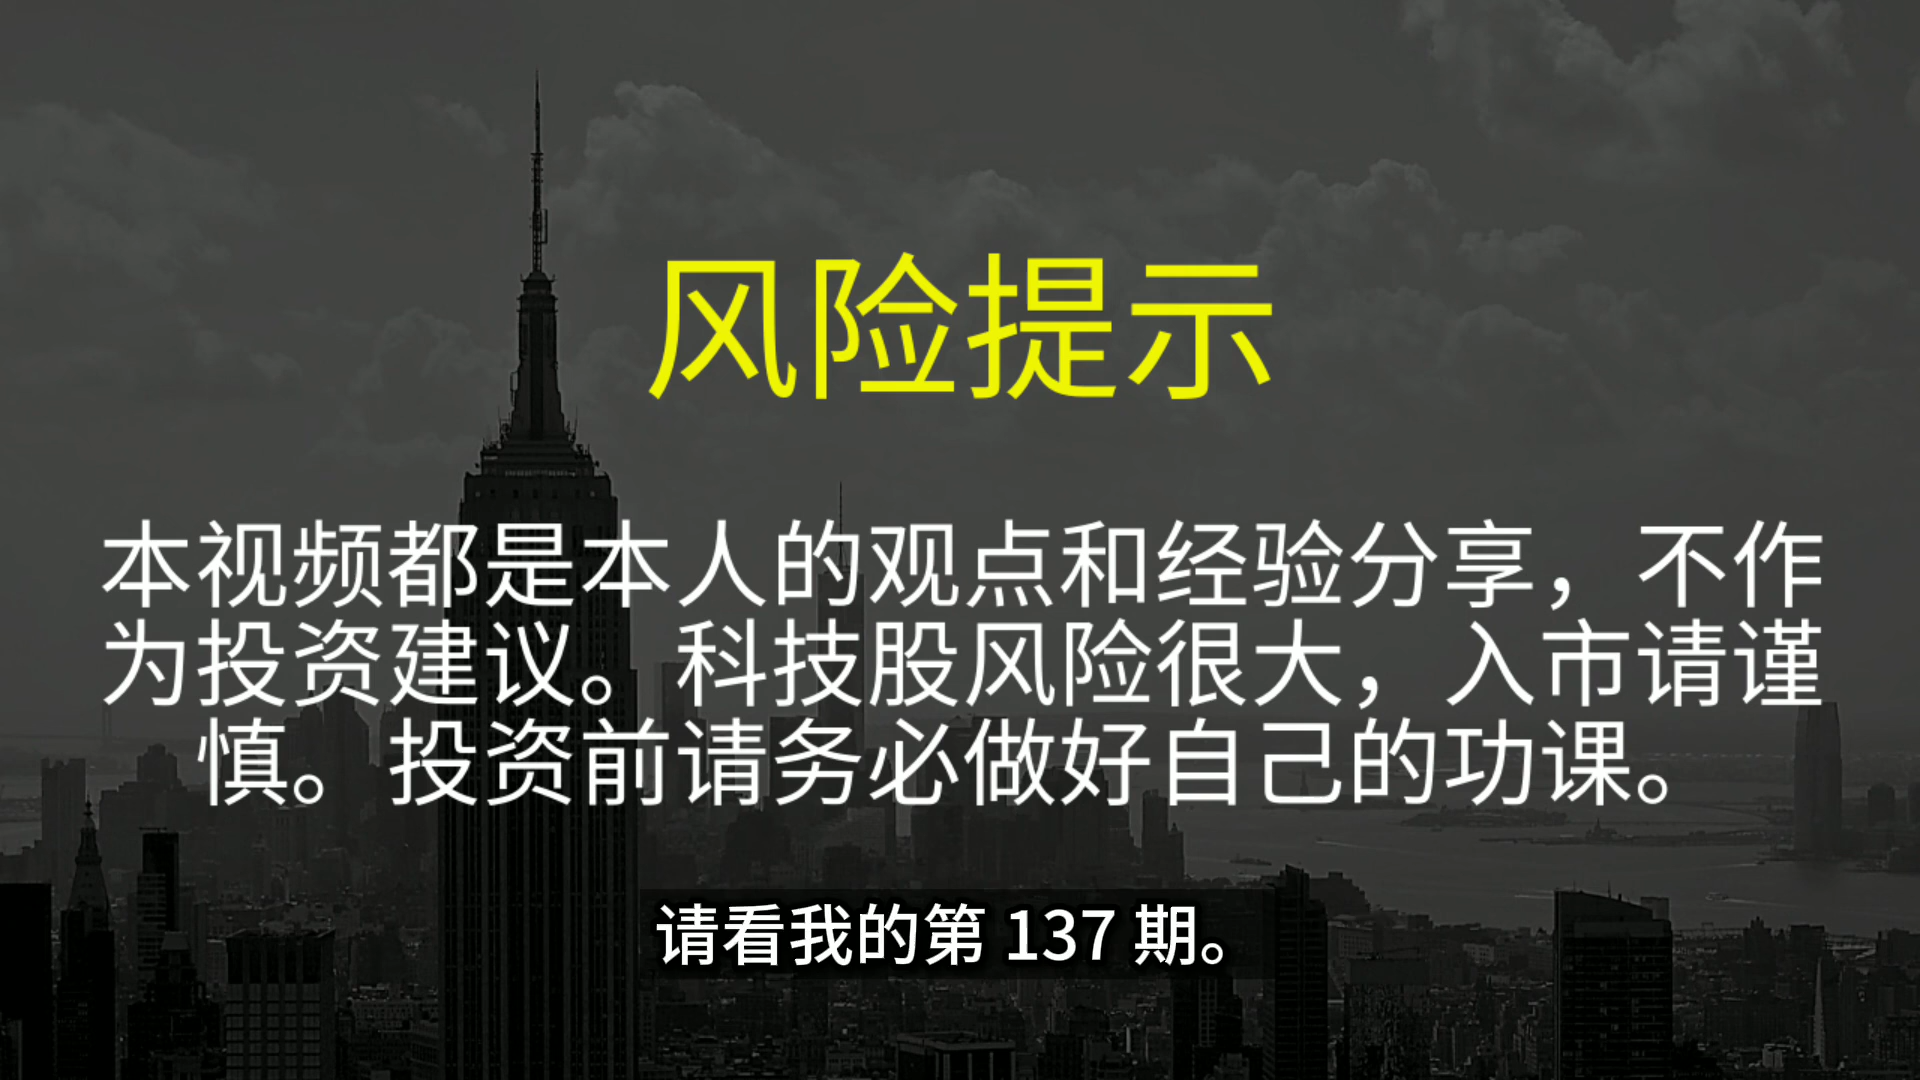 风险提示
本视频都是本人的观点和经验分享，不作
为投资建议。科技股风险很大，入市请谨
慎。投资前请务必做好自己的功课。
请看我的第 137 期。